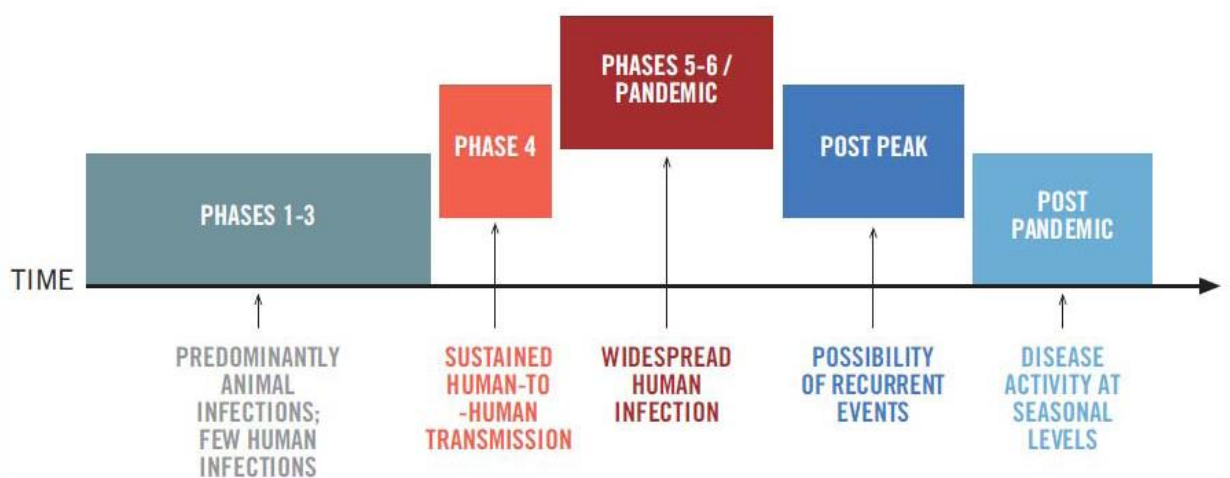 PHASES 5-6 /
PANDEMIC
PHASE 4
POST PEAK
PHASES 1-3
POST
PANDEMIC
TIME
PREDOMINANTLY
ANIMAL
INFECTIONS;
FEW HUMAN
INFECTIONS
SUSTAINED
HUMAN-TO
-HUMAN
TRANSMISSION
WIDESPREAD
HUMAN
INFECTION
POSSIBILITY
OF RECURRENT
EVENTS
DISEASE
ACTIVITY AT
SEASONAL
LEVELS